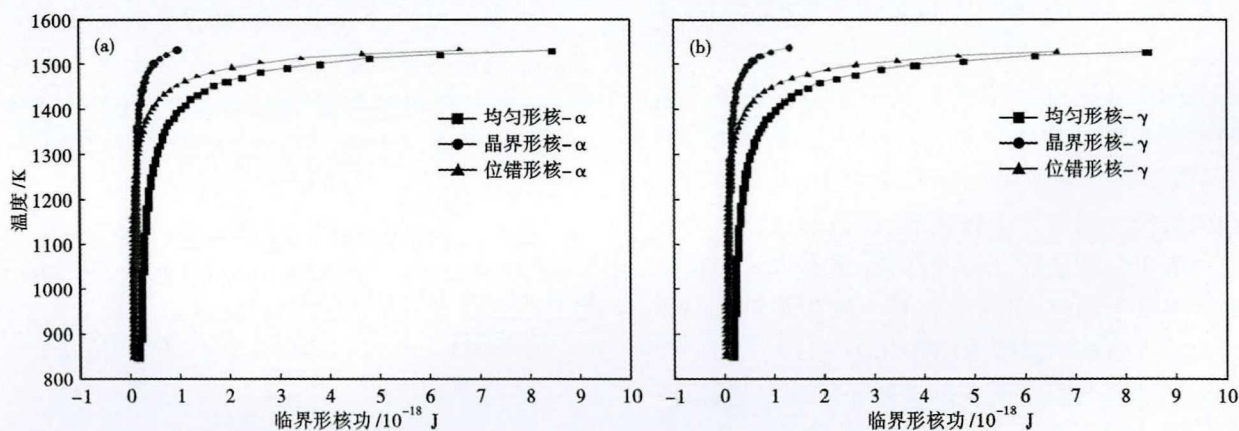 (a)
1600
1500
1400
1300
1200
1100
1000
900
800
温度/K
均匀形核-α
晶界形核-α
位错形核-α
-1 0 1 2 3 4 5 6 7 8 9 10
临界形核功/10⁻¹⁸ J
(b)
均匀形核-γ
晶界形核-γ
位错形核-γ
-1 0 1 2 3 4 5 6 7 8 9 10
临界形核功/10⁻¹⁸ J